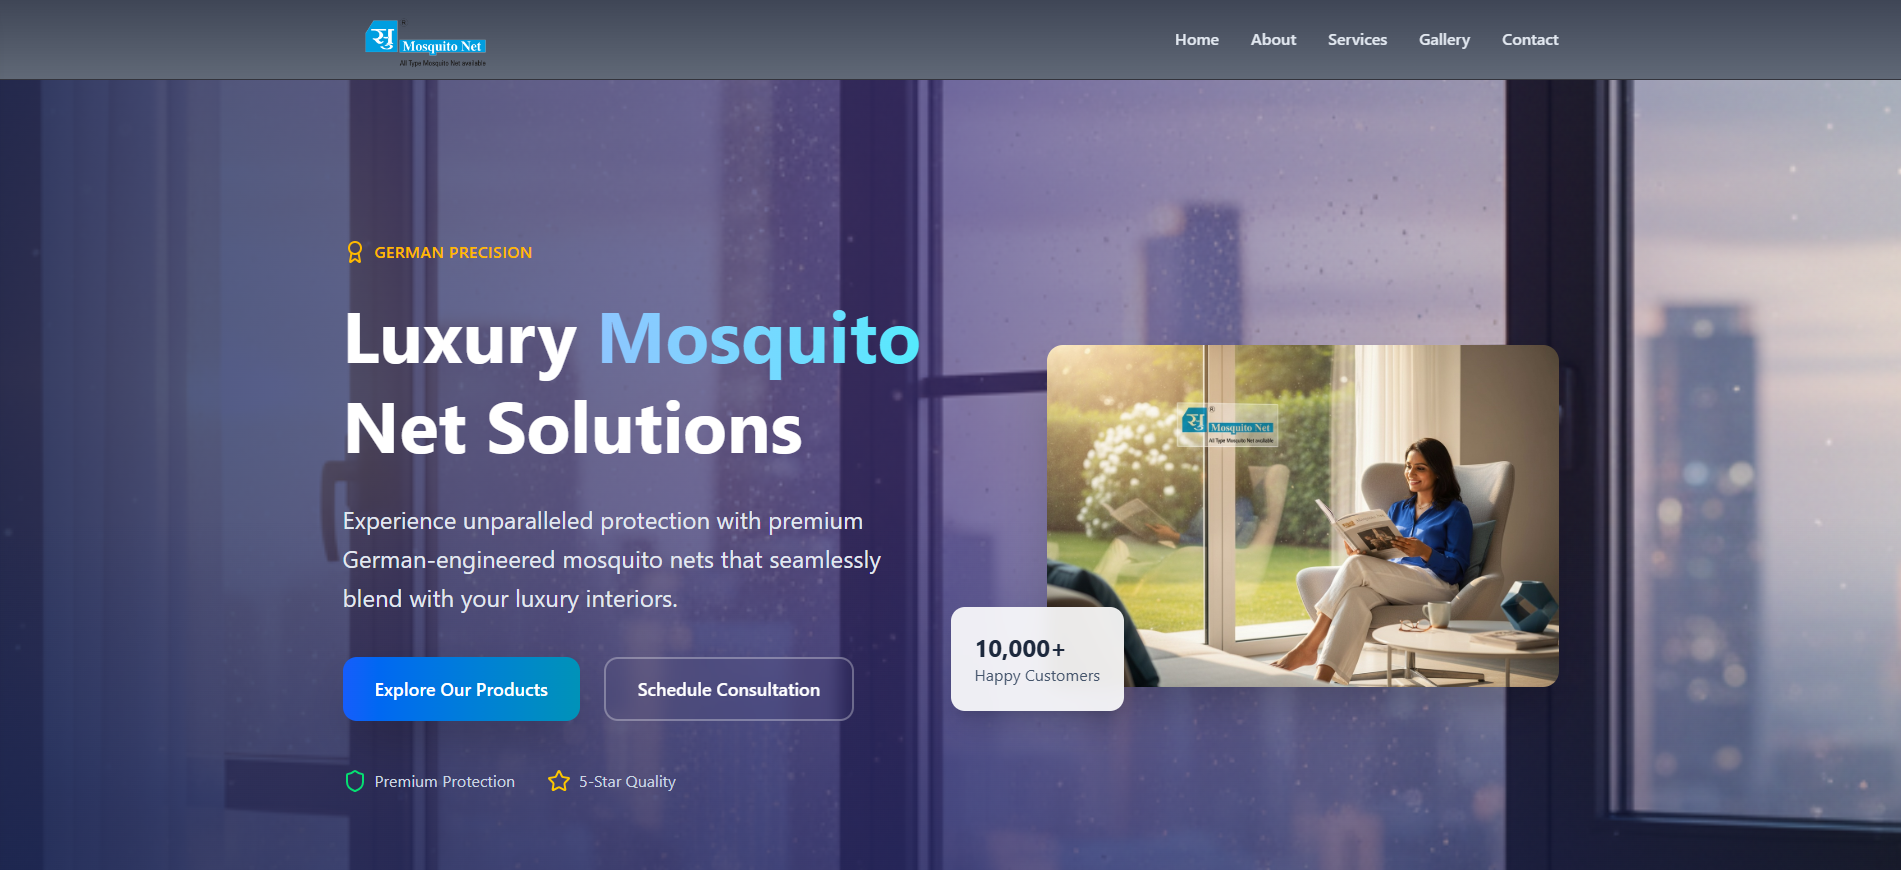 सु ®
Mosquito Net
All Type Mosquito Net available
Home About Services Gallery Contact
GERMAN PRECISION
Luxury Mosquito
Net Solutions
Experience unparalleled protection with premium
German-engineered mosquito nets that seamlessly
blend with your luxury interiors.
Explore Our Products Schedule Consultation
Premium Protection 5-Star Quality
सु ®
Mosquito Net
All Type Mosquito Net available
10,000+
Happy Customers